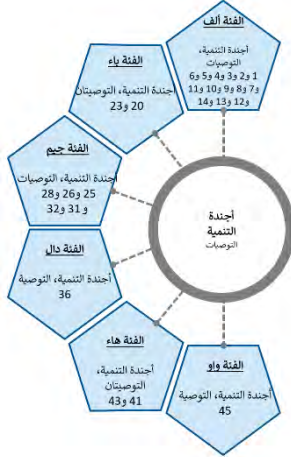 الفئة ألف
أجندة التنمية،
التوصيات
1 و2 و3 و4 و5 و6
و7 و8 و9 و10 و11
و12 و13 و14
الفئة باء
أجندة التنمية، التوصيتان
20 و23
الفئة جيم
أجندة التنمية، التوصيات
25 و26 و28
و31 و32
الفئة دال
أجندة التنمية، التوصية
36
الفئة هاء
أجندة التنمية،
التوصيتان
41 و43
الفئة واو
أجندة التنمية، التوصية
45
أجندة
التنمية
التوصيات